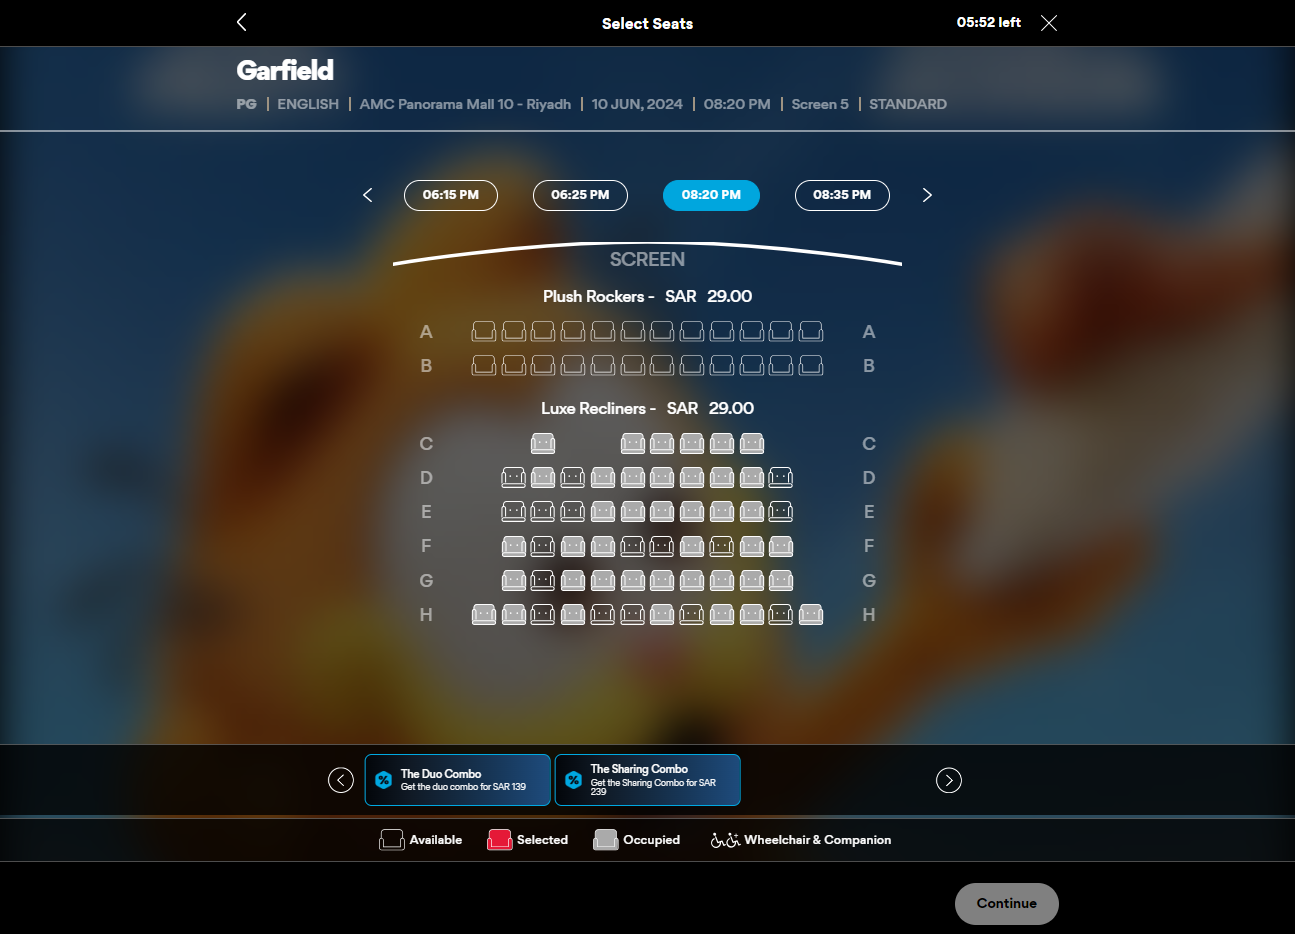 Select Seats
05:52 left
Garfield
PG | ENGLISH | AMC Panorama Mall 10 - Riyadh | 10 JUN, 2024 | 08:20 PM | Screen 5 | STANDARD
06:15 PM 06:25 PM 08:20 PM 08:35 PM
SCREEN
Plush Rockers - SAR 29.00
A A
B B
Luxe Recliners - SAR 29.00
C C
D D
E E
F F
G G
H H
The Duo Combo
Get the duo combo for SAR 139
The Sharing Combo
Get the Sharing Combo for SAR
239
Available Selected Occupied Wheelchair & Companion
Continue